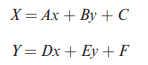 X = Ax + By + C
Y = Dx + Ey + F